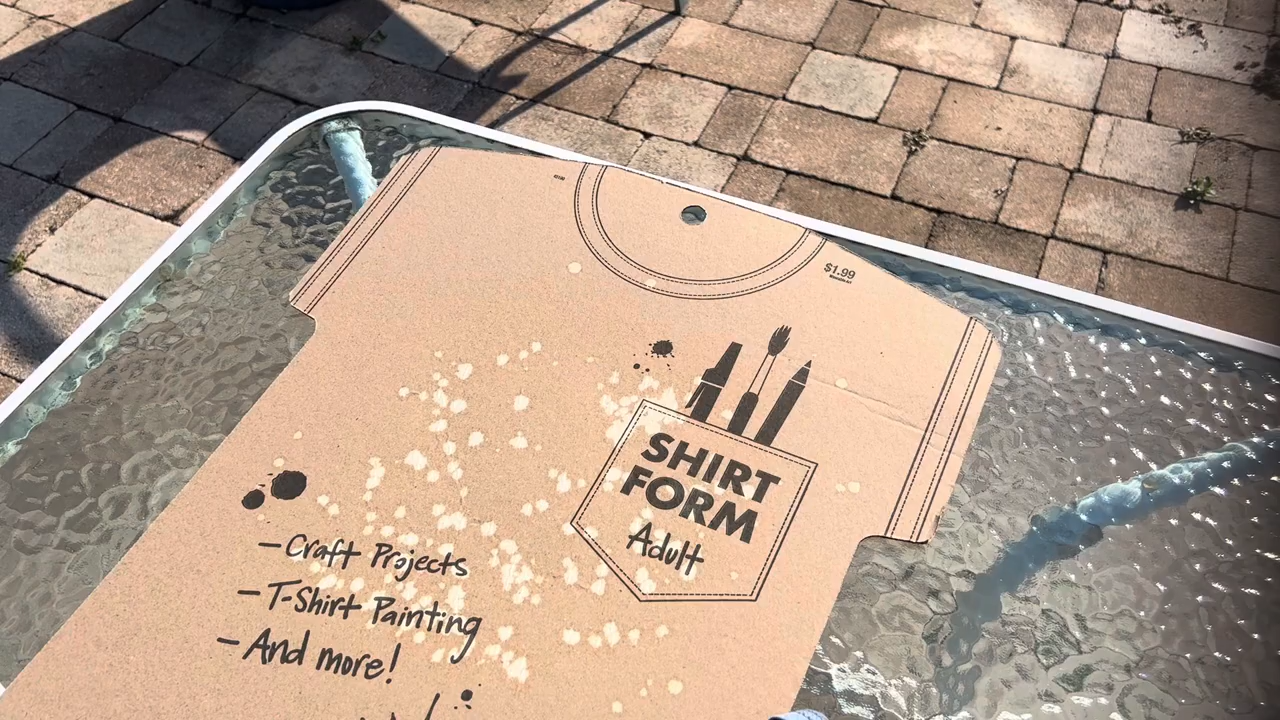 $1.99
SHIRT
FORM
Adult
– Craft Projects
– T-Shirt Painting
– And more!